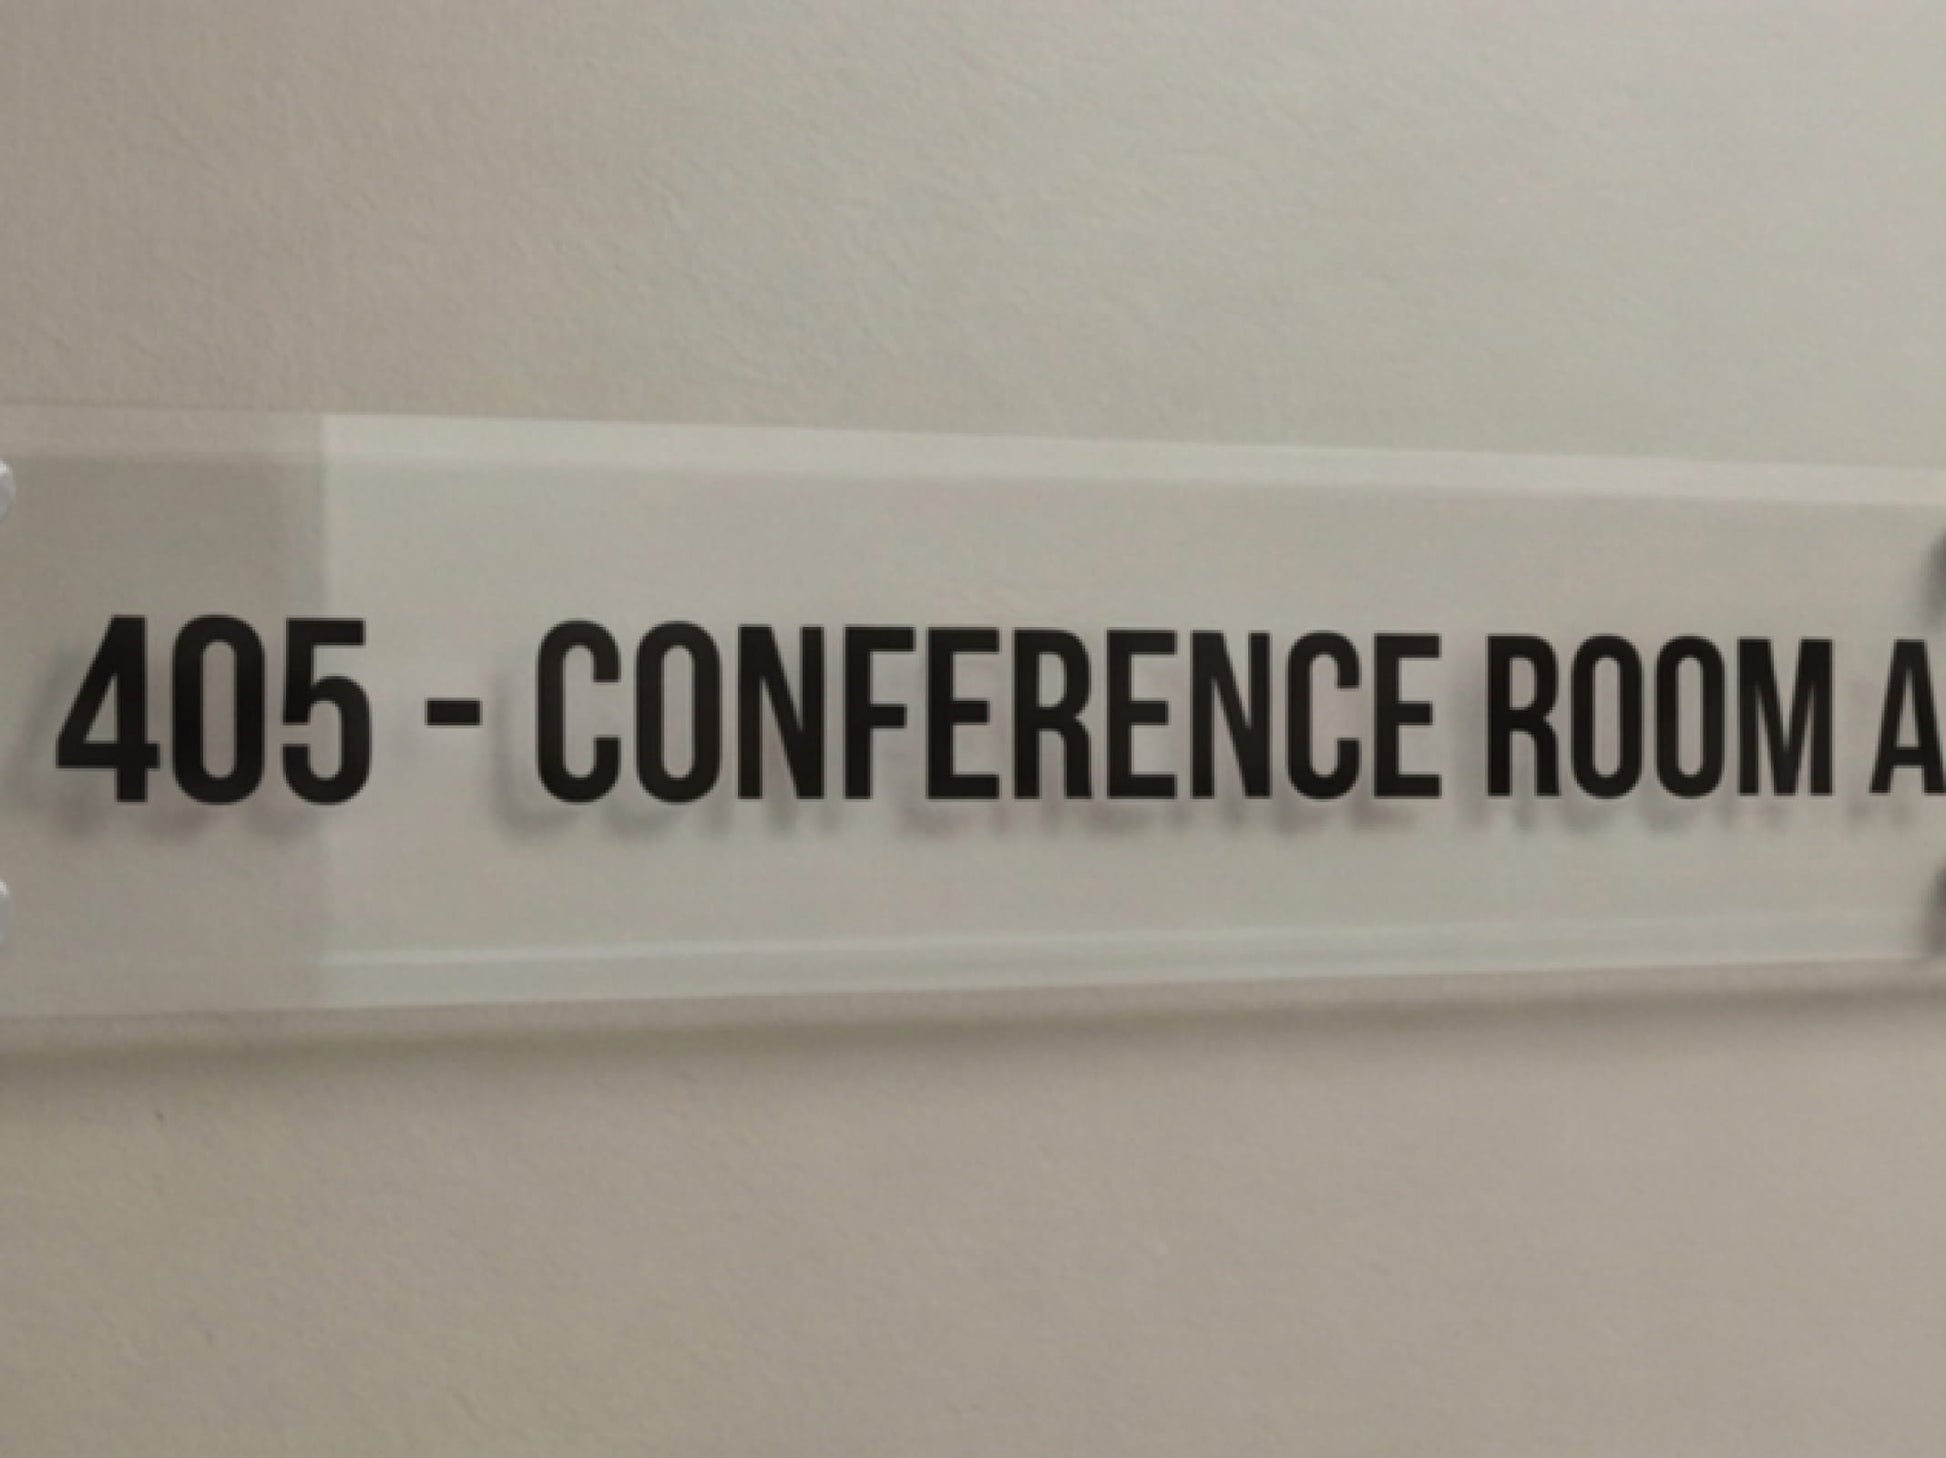 405 - CONFERENCE ROOM A